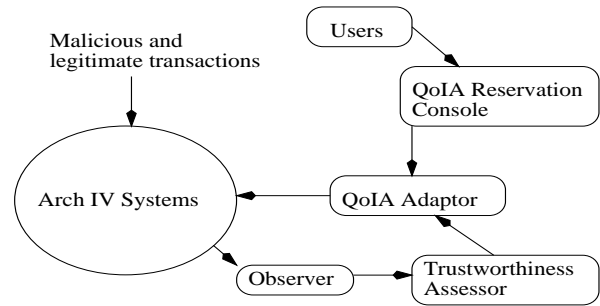 Malicious and
legitimate transactions
Users
QoIA Reservation
Console
Arch IV Systems
QoIA Adaptor
Observer
Trustworthiness
Assessor